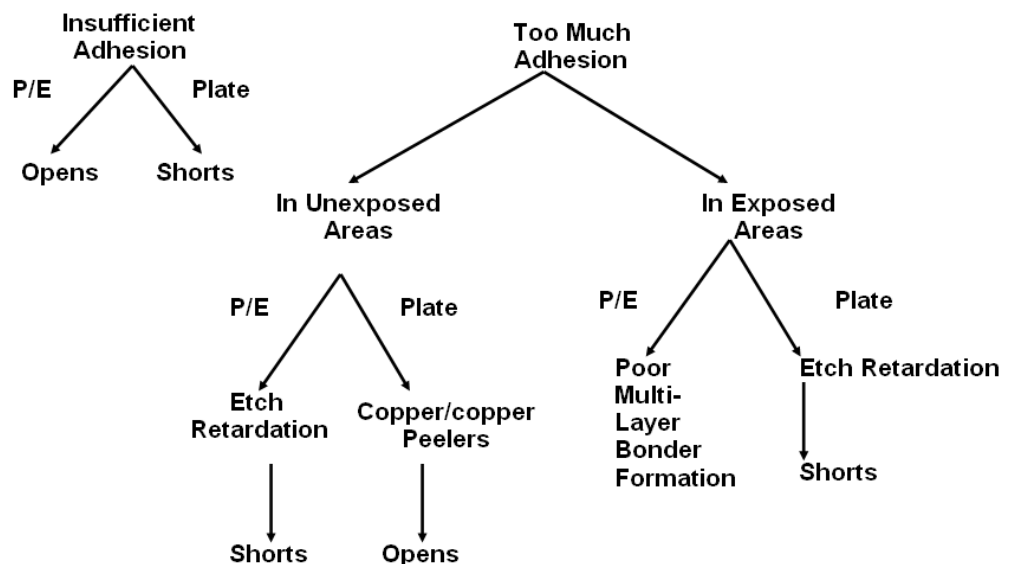 Insufficient
Adhesion
P/E
Plate
Opens
Shorts
Too Much
Adhesion
In Unexposed
Areas
In Exposed
Areas
P/E
Plate
Etch
Retardation
Copper/copper
Peelers
Shorts
Opens
P/E
Plate
Poor
Multi-
Layer
Bonder
Formation
Etch Retardation
Shorts